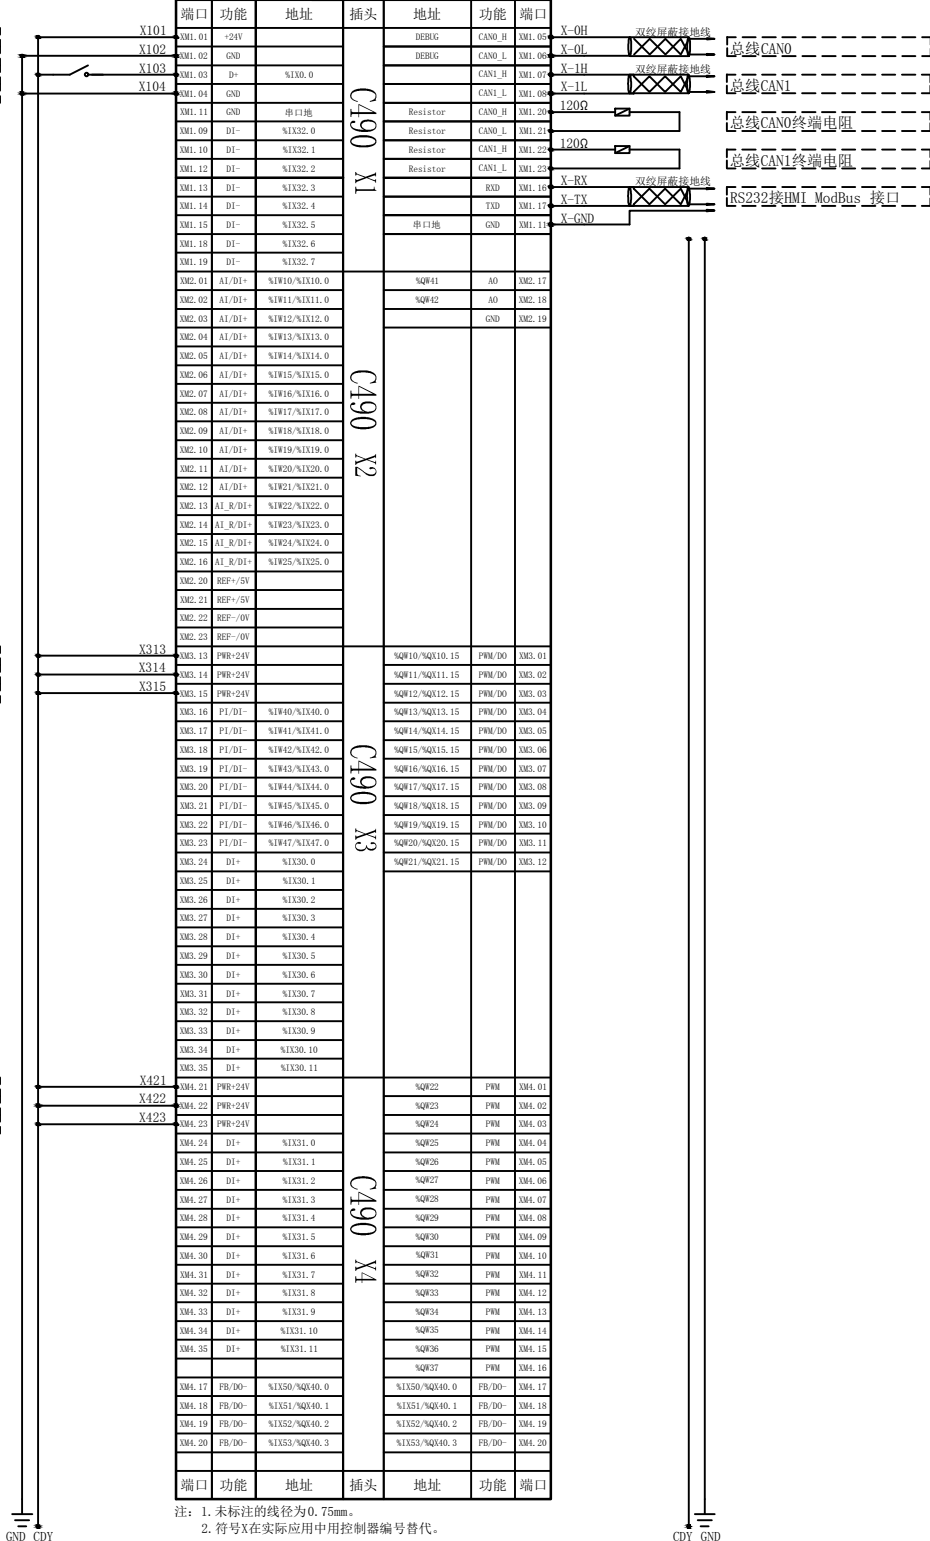 端口 功能 地址 插头 地址 功能 端口
X101 XM1.01 +24V DEBUG CAN0_H XM1.05 X-0H 双绞屏蔽接地线
X102 XM1.02 GND DEBUG CAN0_L XM1.06 X-0L 总线CAN0
X103 XM1.03 D+ %IX0.0 CAN1_H XM1.07 X-1H 双绞屏蔽接地线
X104 XM1.04 GND CAN1_L XM1.08 X-1L 总线CAN1
XM1.11 GND 串口地 Resistor CAN0_H XM1.20 120Ω
XM1.09 DI- %IX32.0 Resistor CAN0_L XM1.21 总线CAN0终端电阻
XM1.10 DI- %IX32.1 Resistor CAN1_H XM1.22 120Ω
XM1.12 DI- %IX32.2 Resistor CAN1_L XM1.23 总线CAN1终端电阻
XM1.13 DI- %IX32.3 RXD XM1.16 X-RX 双绞屏蔽接地线
XM1.14 DI- %IX32.4 TXD XM1.17 X-TX RS232接HMI ModBus 接口
XM1.15 DI- %IX32.5 串口地 GND XM1.11 X-GND
XM1.18 DI- %IX32.6
XM1.19 DI- %IX32.7
C490 X1
XM2.01 AI/DI+ %IW10/%IX10.0 %QW41 AO XM2.17
XM2.02 AI/DI+ %IW11/%IX11.0 %QW42 AO XM2.18
XM2.03 AI/DI+ %IW12/%IX12.0 GND XM2.19
XM2.04 AI/DI+ %IW13/%IX13.0
XM2.05 AI/DI+ %IW14/%IX14.0
XM2.06 AI/DI+ %IW15/%IX15.0
XM2.07 AI/DI+ %IW16/%IX16.0
XM2.08 AI/DI+ %IW17/%IX17.0
XM2.09 AI/DI+ %IW18/%IX18.0
XM2.10 AI/DI+ %IW19/%IX19.0
XM2.11 AI/DI+ %IW20/%IX20.0
XM2.12 AI/DI+ %IW21/%IX21.0
XM2.13 AI_R/DI+ %IW22/%IX22.0
XM2.14 AI_R/DI+ %IW23/%IX23.0
XM2.15 AI_R/DI+ %IW24/%IX24.0
XM2.16 AI_R/DI+ %IW25/%IX25.0
XM2.20 REF+/5V
XM2.21 REF+/5V
XM2.22 REF-/0V
XM2.23 REF-/0V
C490 X2
X313 XM3.13 PWR+24V %QW10/%QX10.15 PWM/DO XM3.01
X314 XM3.14 PWR+24V %QW11/%QX11.15 PWM/DO XM3.02
X315 XM3.15 PWR+24V %QW12/%QX12.15 PWM/DO XM3.03
XM3.16 PI/DI- %IW40/%IX40.0 %QW13/%QX13.15 PWM/DO XM3.04
XM3.17 PI/DI- %IW41/%IX41.0 %QW14/%QX14.15 PWM/DO XM3.05
XM3.18 PI/DI- %IW42/%IX42.0 %QW15/%QX15.15 PWM/DO XM3.06
XM3.19 PI/DI- %IW43/%IX43.0 %QW16/%QX16.15 PWM/DO XM3.07
XM3.20 PI/DI- %IW44/%IX44.0 %QW17/%QX17.15 PWM/DO XM3.08
XM3.21 PI/DI- %IW45/%IX45.0 %QW18/%QX18.15 PWM/DO XM3.09
XM3.22 PI/DI- %IW46/%IX46.0 %QW19/%QX19.15 PWM/DO XM3.10
XM3.23 PI/DI- %IW47/%IX47.0 %QW20/%QX20.15 PWM/DO XM3.11
XM3.24 DI+ %IX30.0 %QW21/%QX21.15 PWM/DO XM3.12
XM3.25 DI+ %IX30.1
XM3.26 DI+ %IX30.2
XM3.27 DI+ %IX30.3
XM3.28 DI+ %IX30.4
XM3.29 DI+ %IX30.5
XM3.30 DI+ %IX30.6
XM3.31 DI+ %IX30.7
XM3.32 DI+ %IX30.8
XM3.33 DI+ %IX30.9
XM3.34 DI+ %IX30.10
XM3.35 DI+ %IX30.11
C490 X3
X421 XM4.21 PWR+24V %QW22 PWM XM4.01
X422 XM4.22 PWR+24V %QW23 PWM XM4.02
X423 XM4.23 PWR+24V %QW24 PWM XM4.03
XM4.24 DI+ %IX31.0 %QW25 PWM XM4.04
XM4.25 DI+ %IX31.1 %QW26 PWM XM4.05
XM4.26 DI+ %IX31.2 %QW27 PWM XM4.06
XM4.27 DI+ %IX31.3 %QW28 PWM XM4.07
XM4.28 DI+ %IX31.4 %QW29 PWM XM4.08
XM4.29 DI+ %IX31.5 %QW30 PWM XM4.09
XM4.30 DI+ %IX31.6 %QW31 PWM XM4.10
XM4.31 DI+ %IX31.7 %QW32 PWM XM4.11
XM4.32 DI+ %IX31.8 %QW33 PWM XM4.12
XM4.33 DI+ %IX31.9 %QW34 PWM XM4.13
XM4.34 DI+ %IX31.10 %QW35 PWM XM4.14
XM4.35 DI+ %IX31.11 %QW36 PWM XM4.15
%QW37 PWM XM4.16
XM4.17 FB/DO- %IX50/%QX40.0 %IX50/%QX40.0 FB/DO- XM4.17
XM4.18 FB/DO- %IX51/%QX40.1 %IX51/%QX40.1 FB/DO- XM4.18
XM4.19 FB/DO- %IX52/%QX40.2 %IX52/%QX40.2 FB/DO- XM4.19
XM4.20 FB/DO- %IX53/%QX40.3 %IX53/%QX40.3 FB/DO- XM4.20
C490 X4
端口 功能 地址 插头 地址 功能 端口
注: 1.未标注的线径为0.75mm。
2.符号X在实际应用中用控制器编号替代。
GND CDY CDY GND